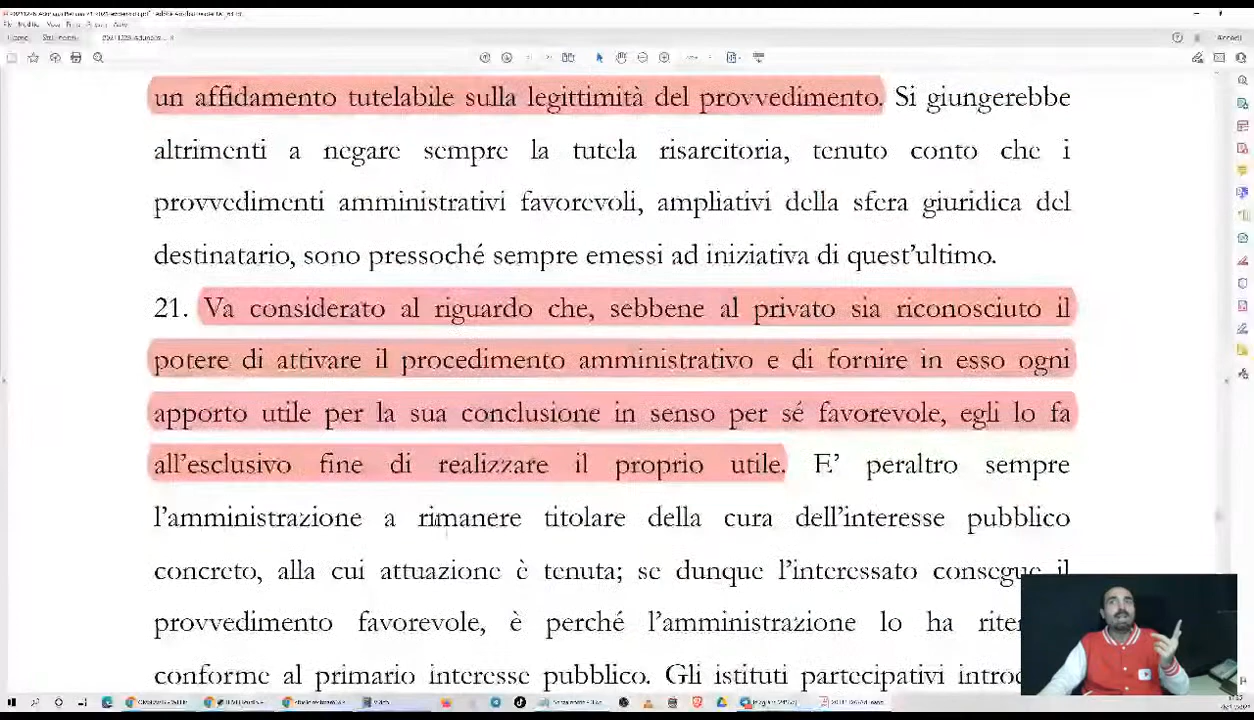 un affidamento tutelabile sulla legittimità del provvedimento. Si giungerebbe
altrimenti a negare sempre la tutela risarcitoria, tenuto conto che i
provvedimenti amministrativi favorevoli, ampliativi della sfera giuridica del
destinatario, sono pressoché sempre emessi ad iniziativa di quest'ultimo.
21. Va considerato al riguardo che, sebbene al privato sia riconosciuto il
potere di attivare il procedimento amministrativo e di fornire in esso ogni
apporto utile per la sua conclusione in senso per sé favorevole, egli lo fa
all'esclusivo fine di realizzare il proprio utile. E' peraltro sempre
l'amministrazione a rimanere titolare della cura dell'interesse pubblico
concreto, alla cui attuazione è tenuta; se dunque l'interessato consegue il
provvedimento favorevole, è perché l'amministrazione lo ha
conforme al primario interesse pubblico. Gli istituti partecipativi